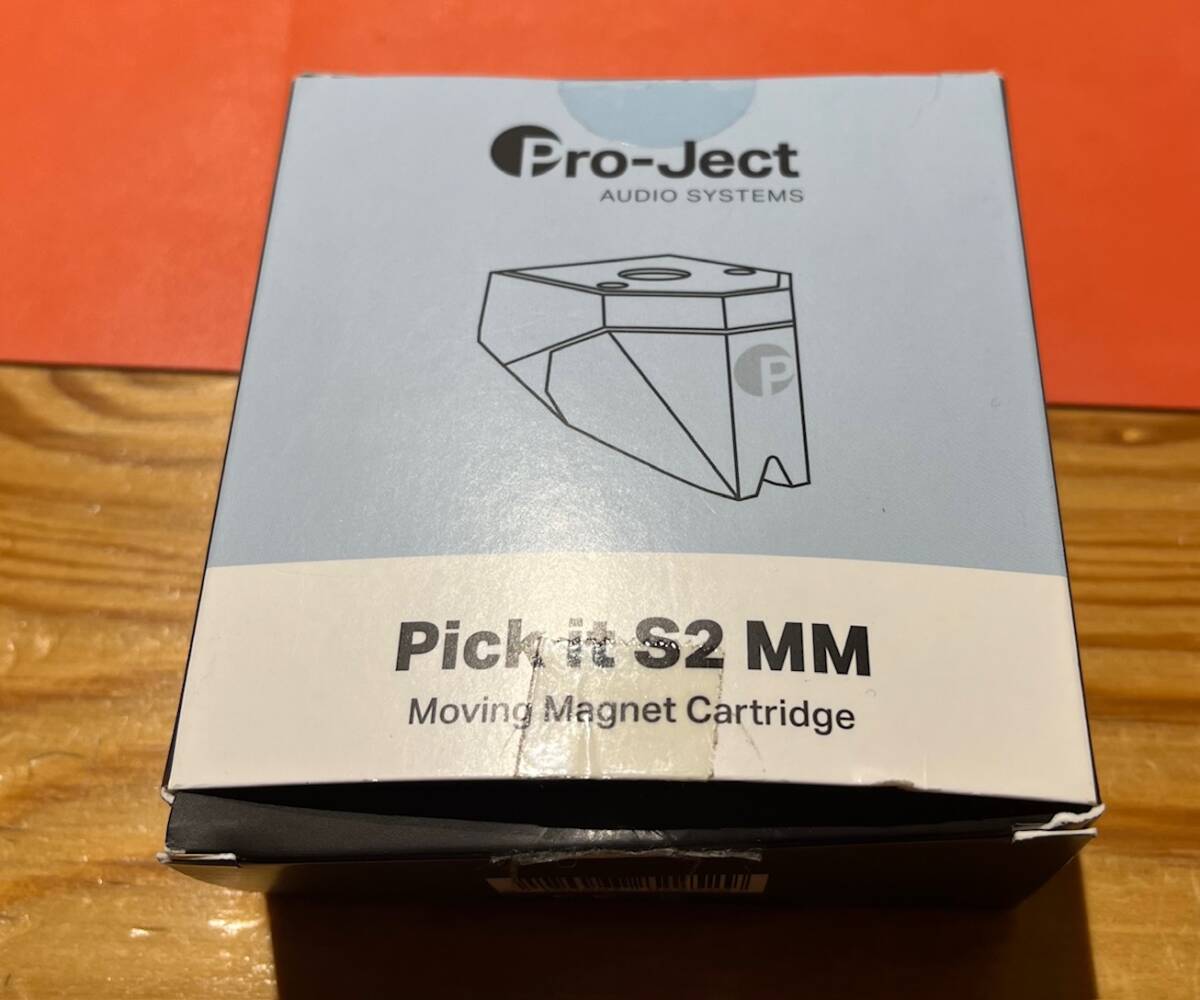 Pro-Ject
AUDIO SYSTEMS
P
Pick it S2 MM
Moving Magnet Cartridge